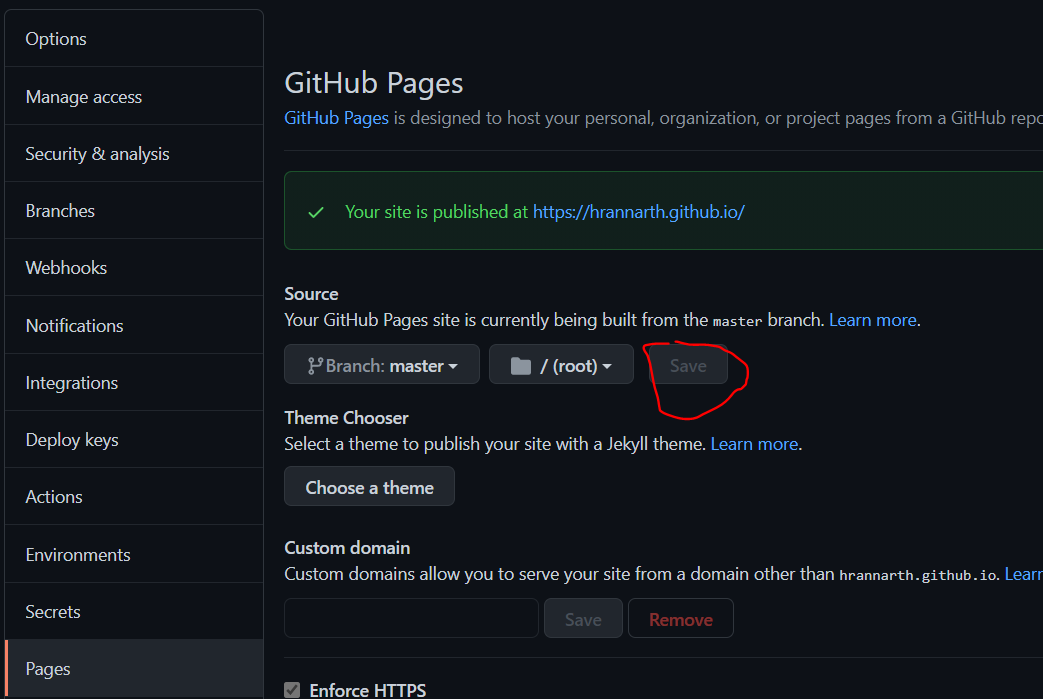 Options
Manage access
Security & analysis
Branches
Webhooks
Notifications
Integrations
Deploy keys
Actions
Environments
Secrets
Pages
GitHub Pages
GitHub Pages is designed to host your personal, organization, or project pages from a GitHub repo
Your site is published at https://hrannarth.github.io/
Source
Your GitHub Pages site is currently being built from the master branch. Learn more.
Branch: master / (root) Save
Theme Chooser
Select a theme to publish your site with a Jekyll theme. Learn more.
Choose a theme
Custom domain
Custom domains allow you to serve your site from a domain other than hrannarth.github.io. Learn
Save Remove
Enforce HTTPS